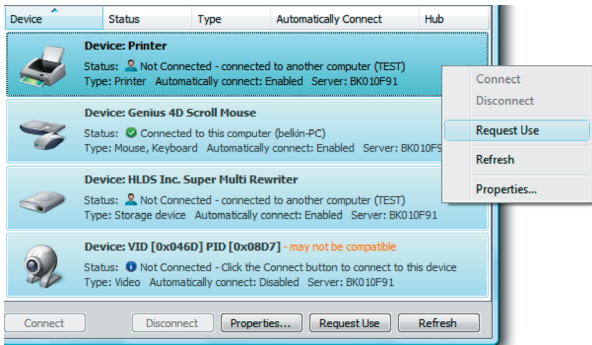 Device Status Type Automatically Connect Hub
Device: Printer
Status: Not Connected - connected to another computer (TEST)
Type: Printer Automatically connect: Enabled Server: BK010F91
Device: Genius 4D Scroll Mouse
Status: Connected to this computer (belkin-PC)
Type: Mouse, Keyboard Automatically connect: Enabled Server: BK010F9
Device: HLDS Inc. Super Multi Rewriter
Status: Not Connected - connected to another computer (TEST)
Type: Storage device Automatically connect: Enabled Server: BK010F91
Device: VID [0x046D] PID [0x08D7] - may not be compatible
Status: Not Connected - Click the Connect button to connect to this device
Type: Video Automatically connect: Disabled Server: BK010F91
Connect Disconnect Properties... Request Use Refresh
Connect
Disconnect
Request Use
Refresh
Properties...